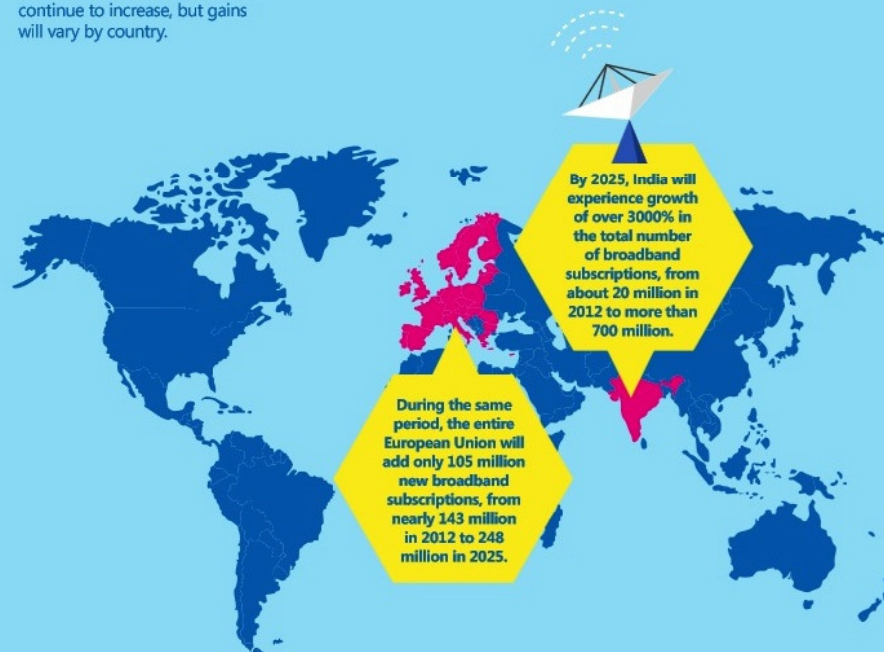 continue to increase, but gains
will vary by country.
By 2025, India will
experience growth
of over 3000% in
the total number
of broadband
subscriptions, from
about 20 million in
2012 to more than
700 million.
During the same
period, the entire
European Union will
add only 105 million
new broadband
subscriptions, from
nearly 143 million
in 2012 to 248
million in 2025.